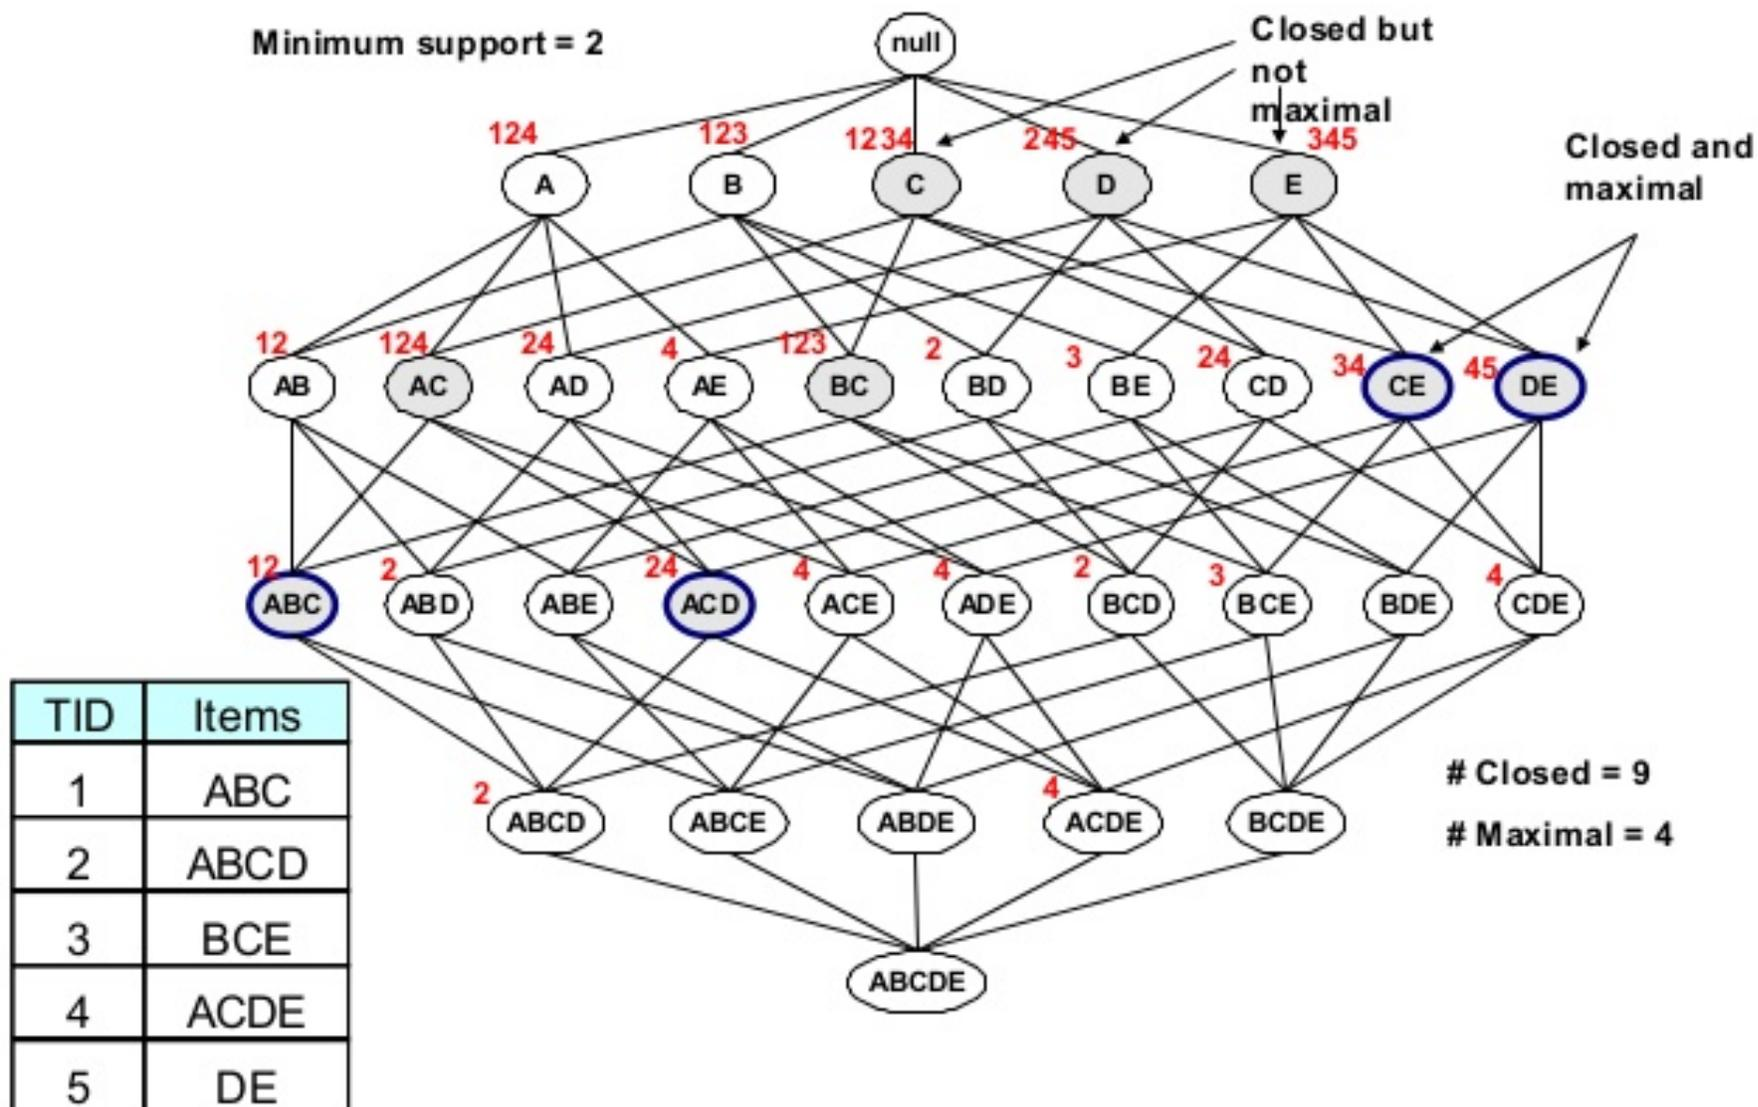 Minimum support = 2
null
Closed but
not
maximal
124
123
1234
245
345
Closed and
maximal
A
B
C
D
E
12
124
24
4
123
2
3
24
34
45
AB
AC
AD
AE
BC
BD
BE
CD
CE
DE
12
2
24
4
4
2
3
4
ABC
ABD
ABE
ACD
ACE
ADE
BCD
BCE
BDE
CDE
2
4
ABCD
ABCE
ABDE
ACDE
BCDE
# Closed = 9
# Maximal = 4
ABCDE
TID Items
1 ABC
2 ABCD
3 BCE
4 ACDE
5 DE